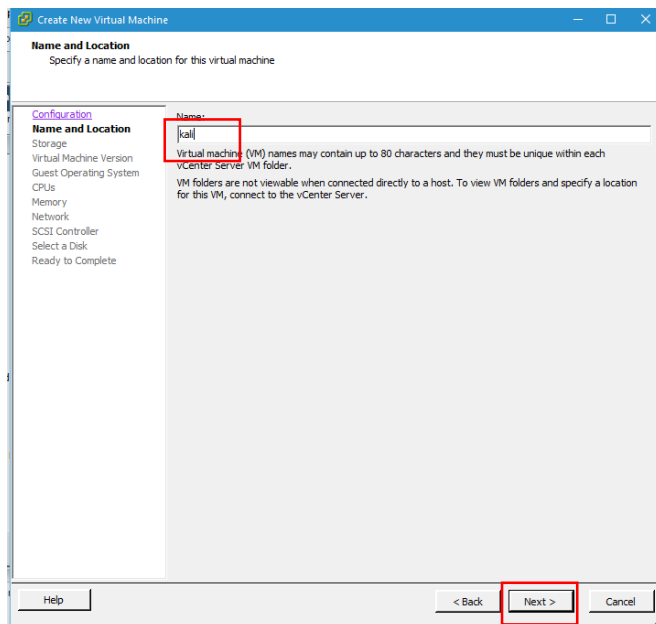 Create New Virtual Machine
Name and Location
Specify a name and location for this virtual machine
Configuration
Name and Location
Storage
Virtual Machine Version
Guest Operating System
CPUs
Memory
Network
SCSI Controller
Select a Disk
Ready to Complete
Name:
kali
Virtual machine (VM) names may contain up to 80 characters and they must be unique within each
vCenter Server VM folder.
VM folders are not viewable when connected directly to a host. To view VM folders and specify a location
for this VM, connect to the vCenter Server.
Help
< Back
Next >
Cancel